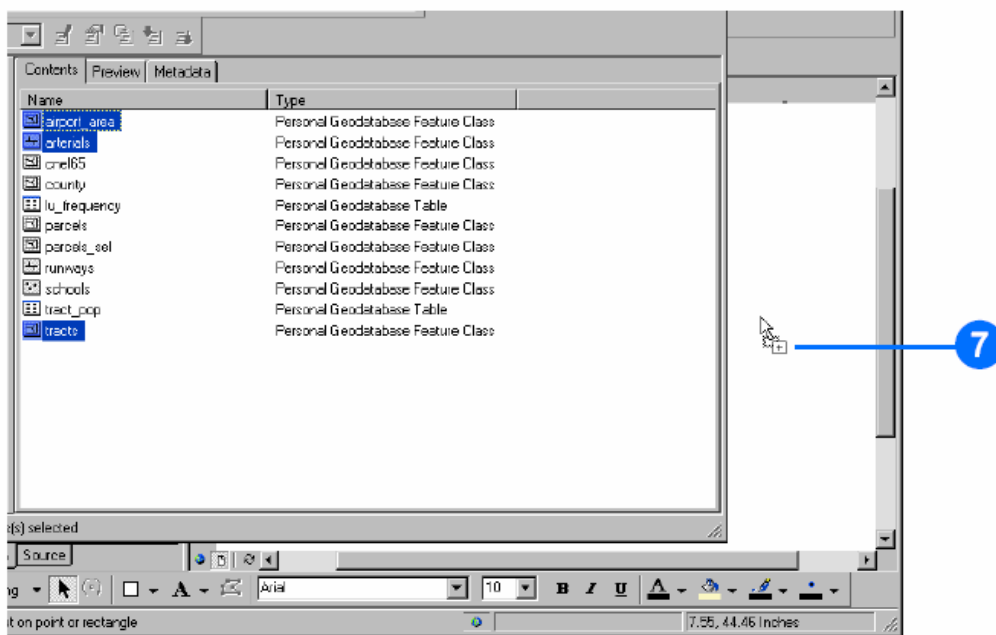 Contents Preview Metadata
Name Type
airport_area Personal Geodatabase Feature Class
arterials Personal Geodatabase Feature Class
cnel65 Personal Geodatabase Feature Class
county Personal Geodatabase Feature Class
lu_frequency Personal Geodatabase Table
parcels Personal Geodatabase Feature Class
parcels_sel Personal Geodatabase Feature Class
runways Personal Geodatabase Feature Class
schools Personal Geodatabase Feature Class
tract_pop Personal Geodatabase Table
tracts Personal Geodatabase Feature Class
7
(s) selected
Source
ng A Arial 10 B I U A
t on point or rectangle 7.55, 44.46 Inches